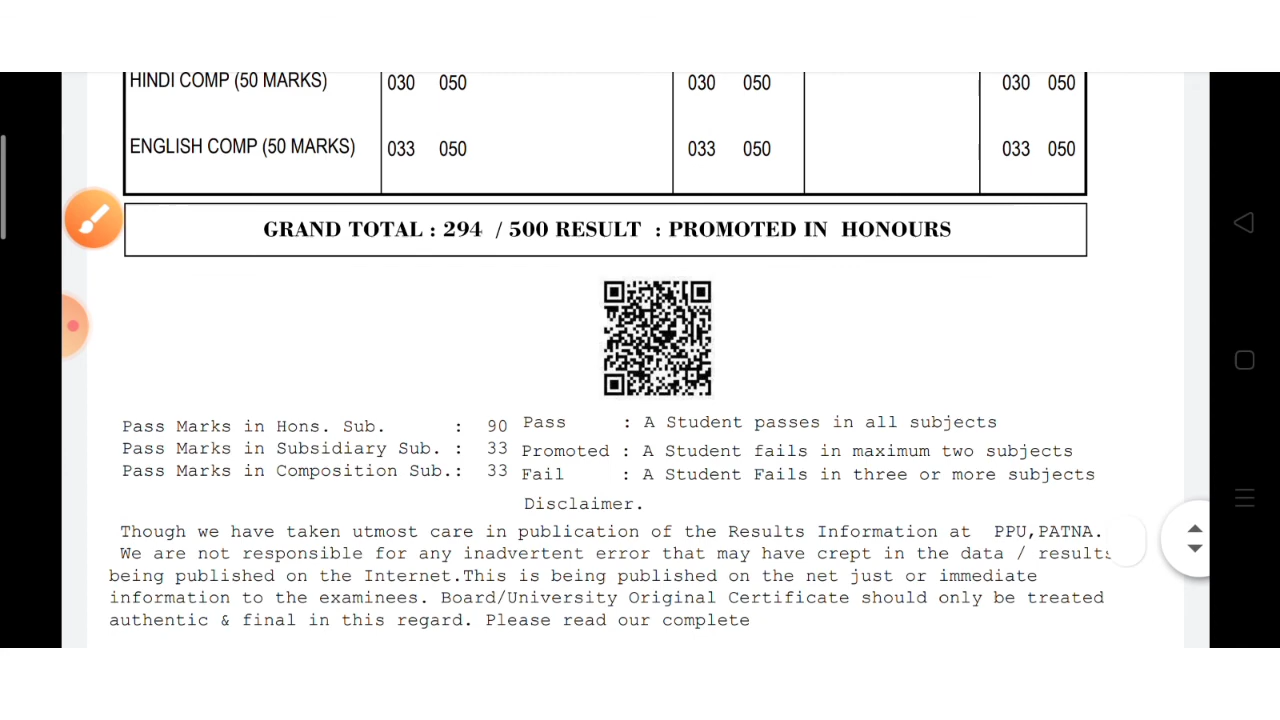 HINDI COMP (50 MARKS) 030 050 030 050 030 050
ENGLISH COMP (50 MARKS) 033 050 033 050 033 050
GRAND TOTAL : 294 / 500 RESULT : PROMOTED IN HONOURS
Pass Marks in Hons. Sub. : 90
Pass Marks in Subsidiary Sub. : 33
Pass Marks in Composition Sub.: 33
Pass : A Student passes in all subjects
Promoted : A Student fails in maximum two subjects
Fail : A Student Fails in three or more subjects
Disclaimer.
Though we have taken utmost care in publication of the Results Information at PPU,PATNA.
We are not responsible for any inadvertent error that may have crept in the data / results
being published on the Internet.This is being published on the net just or immediate
information to the examinees. Board/University Original Certificate should only be treated
authentic & final in this regard. Please read our complete